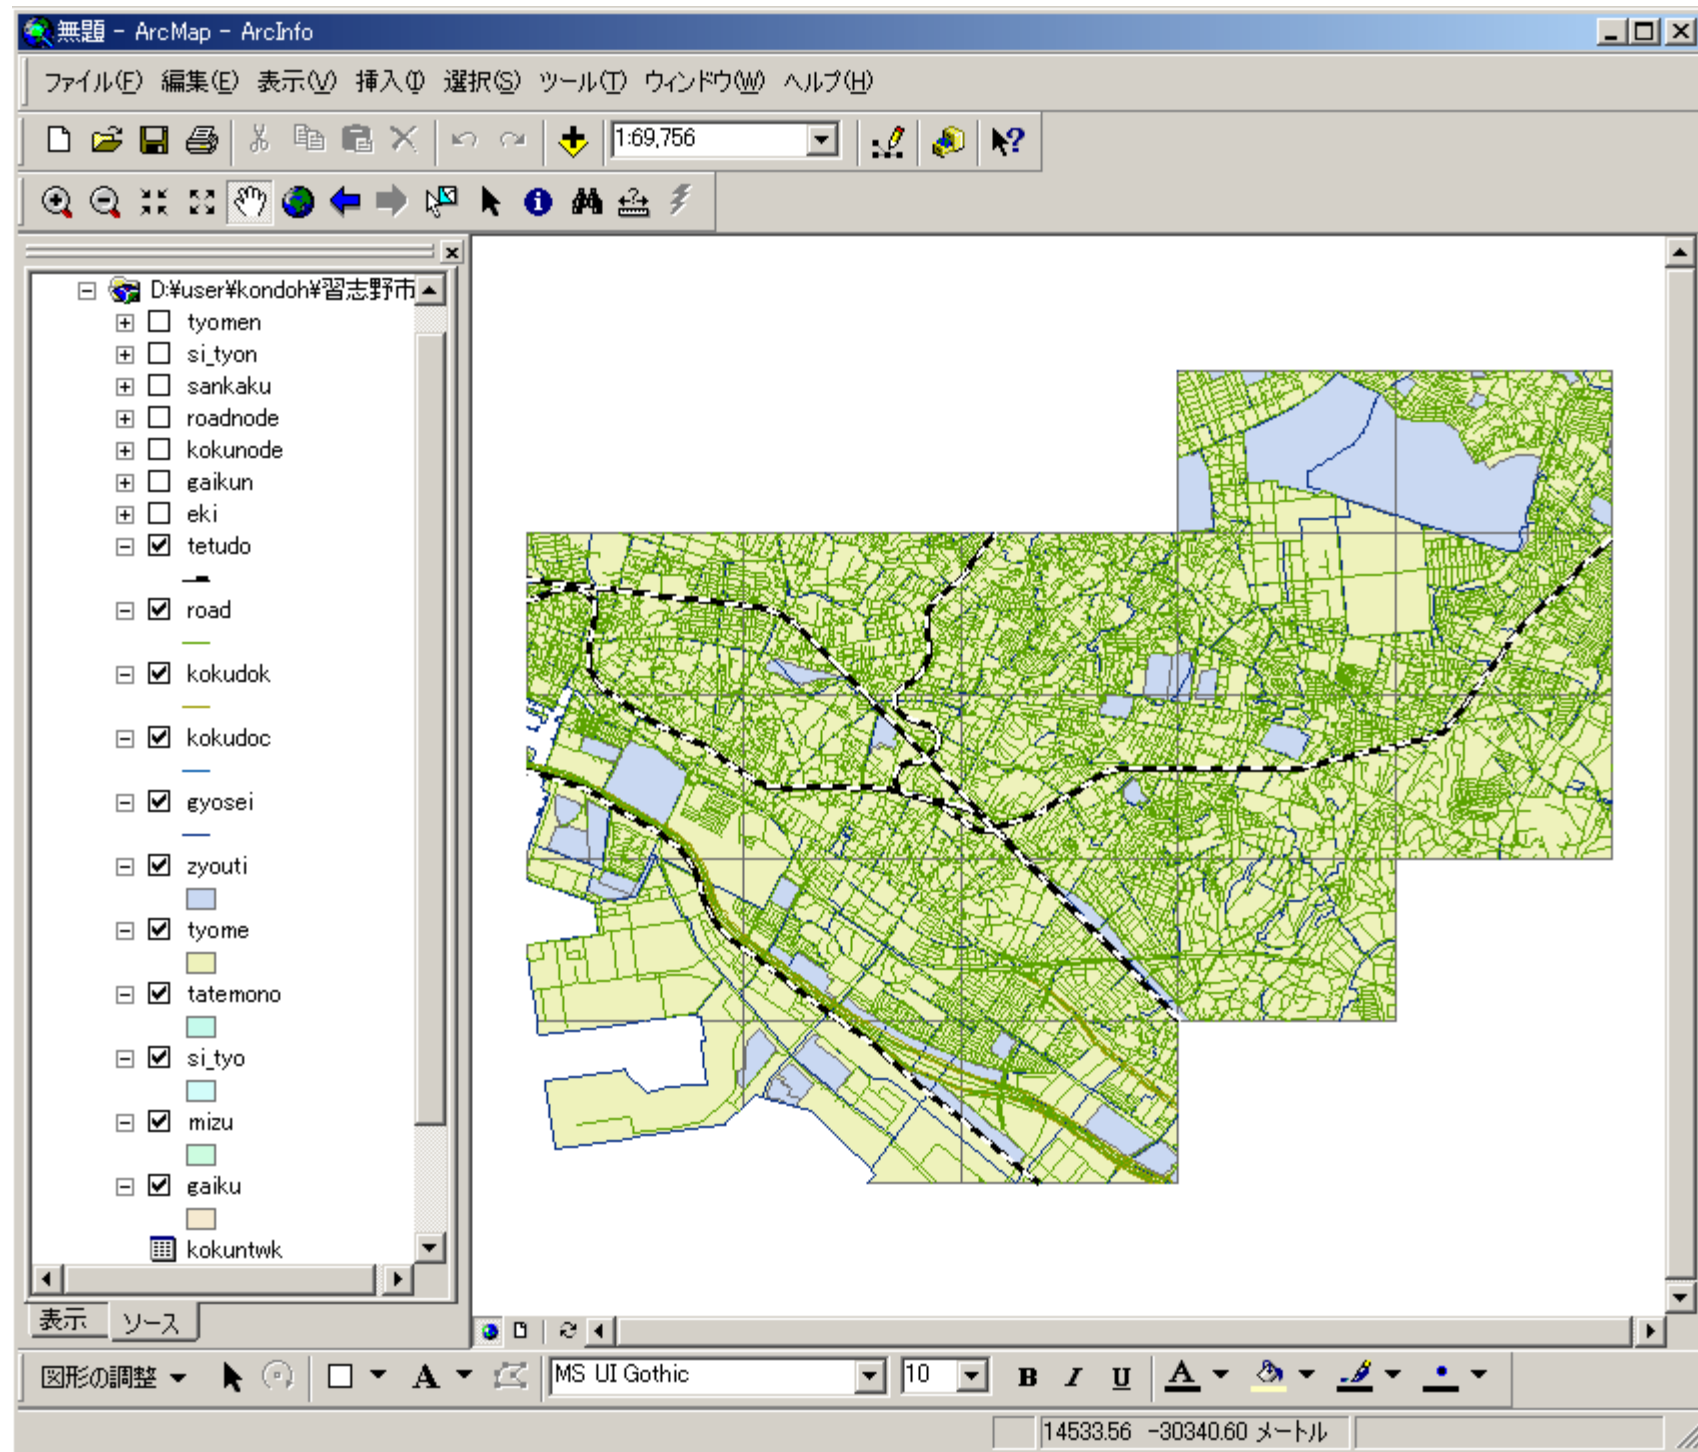 無題 - ArcMap - ArcInfo
ファイル(F) 編集(E) 表示(V) 挿入(I) 選択(S) ツール(T) ウィンドウ(W) ヘルプ(H)
1:69,756
D:¥user¥kondoh¥習志野市
tyomen
si_tyon
sankaku
roadnode
kokunode
gaikun
eki
tetudo
road
kokudok
kokudoc
gyosei
zyouti
tyome
tatemono
si_tyo
mizu
gaiku
kokuntwk
表示 ソース
図形の調整 A MS UI Gothic 10 B I U A
14533.56 -30340.60 メートル